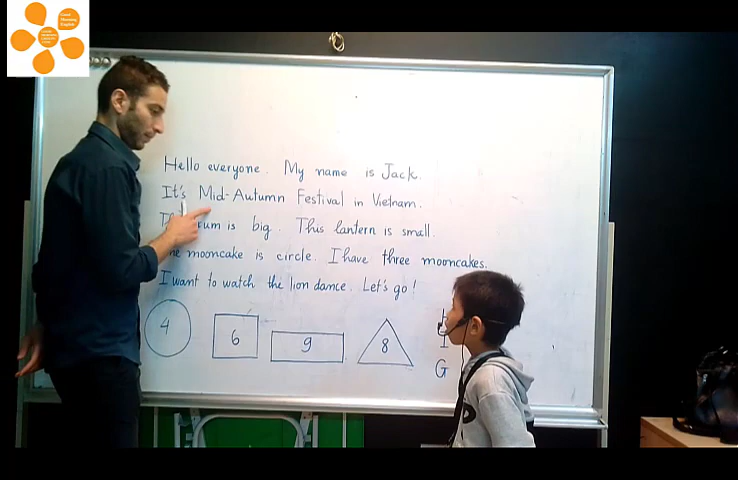 Hello everyone. My name is Jack.
It's Mid-Autumn Festival in Vietnam.
is big. This lantern is small.
mooncake is circle. I have three mooncakes.
I want to watch the lion dance. Let's go!
4
6
9
8
I
G